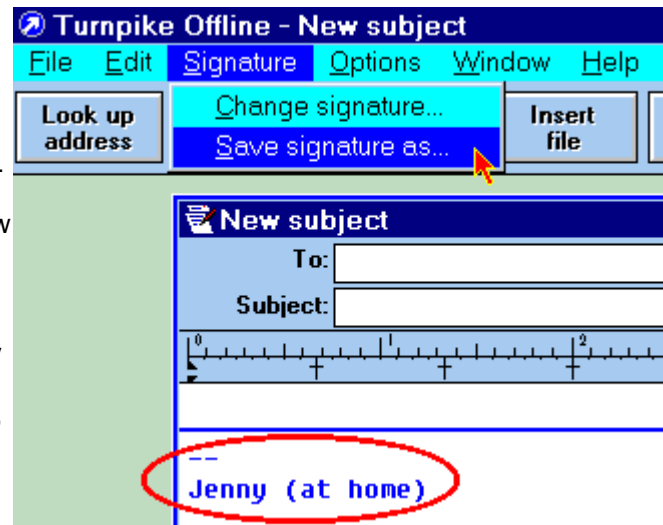 Turnpike Offline - New subject
File Edit Signature Options Window Help
Look up address
Change signature...
Save signature as...
Insert file
New subject
To:
Subject:
0 1 2
--
Jenny (at home)